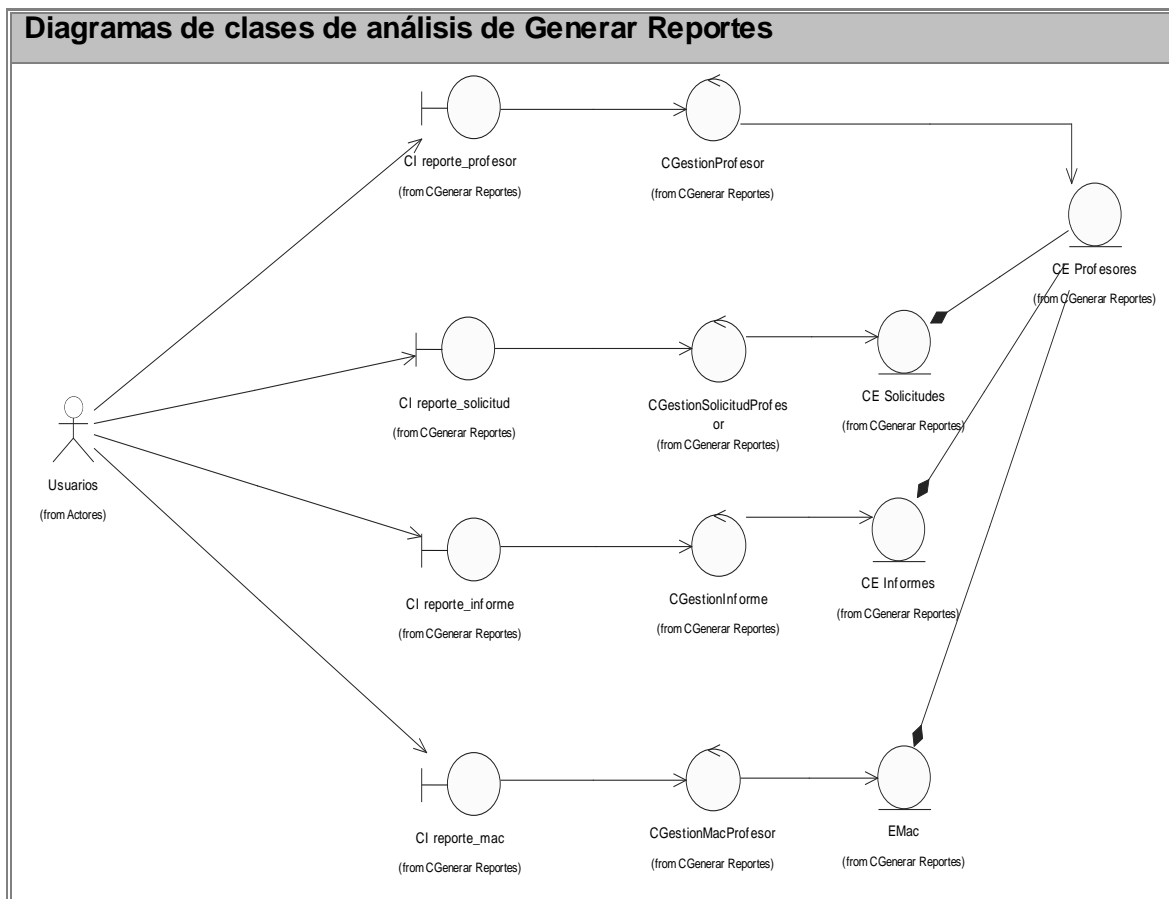 Diagramas de clases de análisis de Generar Reportes
CI reporte_profesor
(from CGenerar Reportes)
CGestionProfesor
(from CGenerar Reportes)
CE Profesores
(from CGenerar Reportes)
CI reporte_solicitud
(from CGenerar Reportes)
CGestionSolicitudProfes
or
(from CGenerar Reportes)
CE Solicitudes
(from CGenerar Reportes)
Usuarios
(from Actores)
CI reporte_informe
(from CGenerar Reportes)
CGestionInforme
(from CGenerar Reportes)
CE Informes
(from CGenerar Reportes)
CI reporte_mac
(from CGenerar Reportes)
CGestionMacProfesor
(from CGenerar Reportes)
EMac
(from CGenerar Reportes)